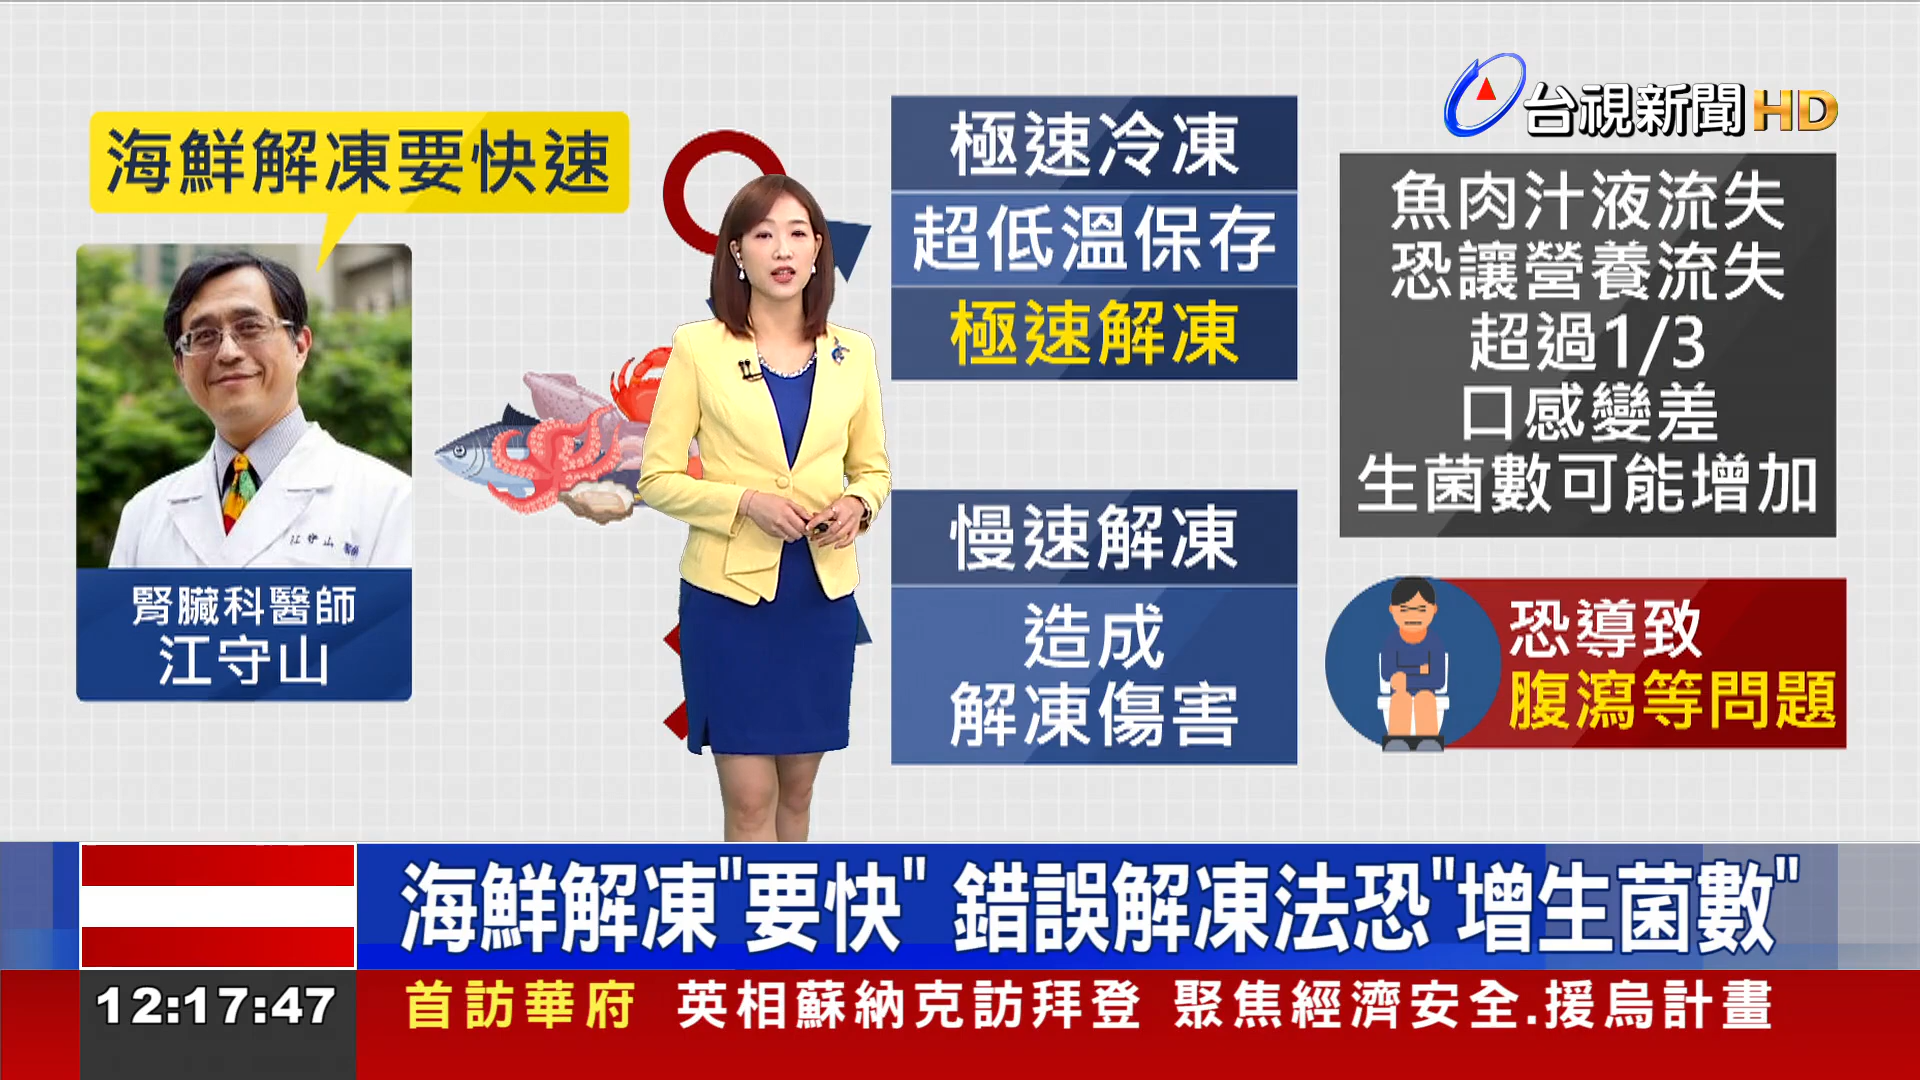 台視新聞HD
海鮮解凍要快速
江守山 醫師
腎臟科醫師
江守山
極速冷凍
超低溫保存
極速解凍
慢速解凍
造成
解凍傷害
魚肉汁液流失
恐讓營養流失
超過1/3
口感變差
生菌數可能增加
恐導致
腹瀉等問題
海鮮解凍"要快" 錯誤解凍法恐"增生菌數"
12:17:47
首訪華府 英相蘇納克訪拜登 聚焦經濟安全.援烏計畫